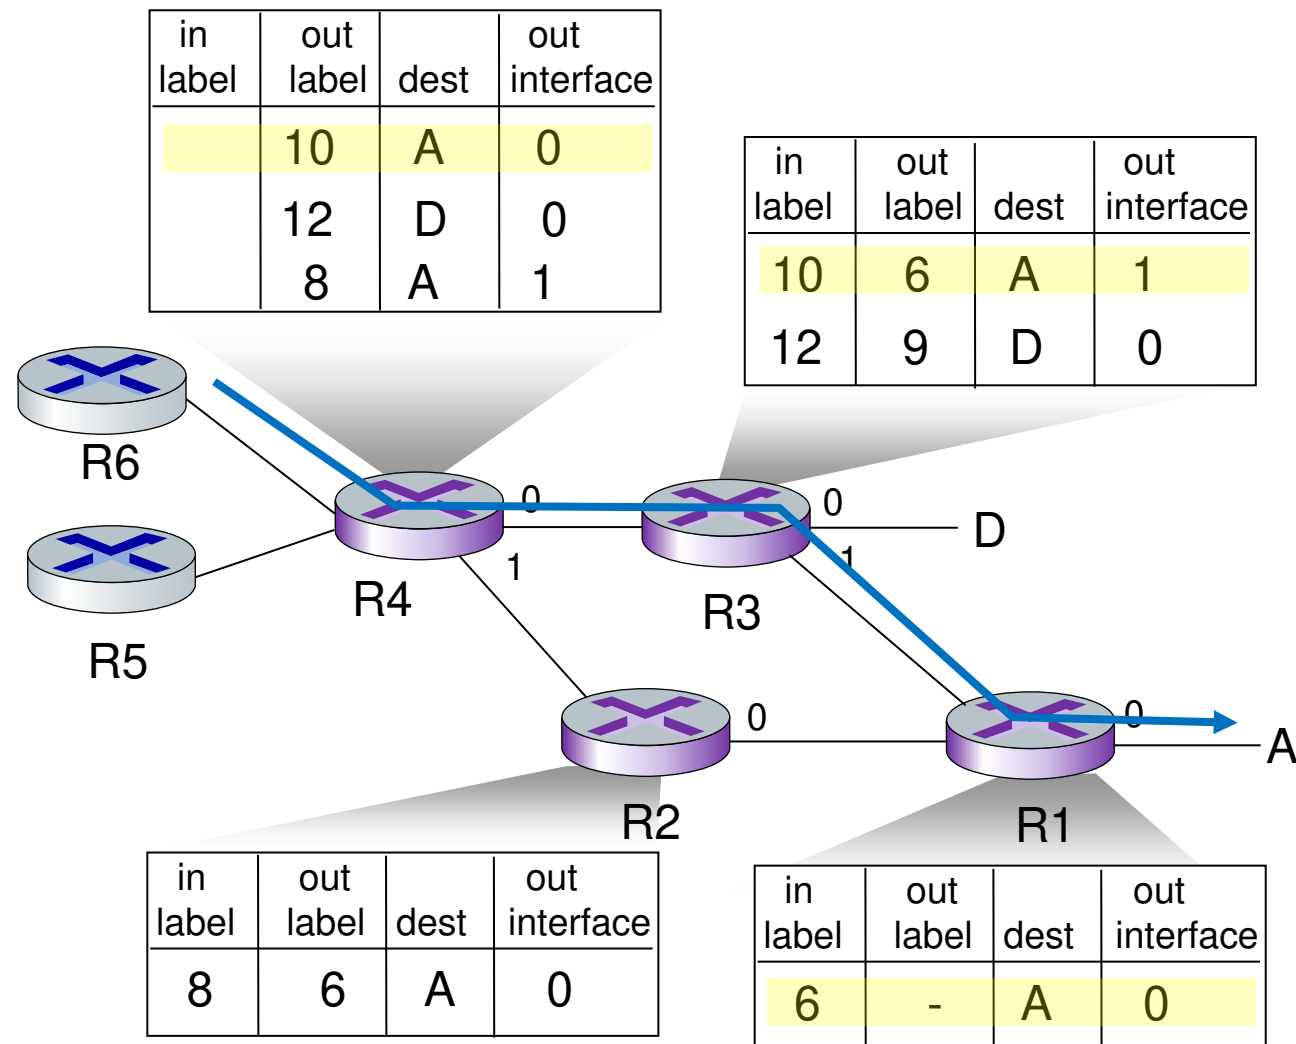 in out out
label label dest interface
10 A 0
12 D 0
8 A 1
in out out
label label dest interface
10 6 A 1
12 9 D 0
R6
R5
R4
0
1
R3
0
1
D
R2
0
R1
0
A
in out out
label label dest interface
8 6 A 0
in out out
label label dest interface
6 - A 0